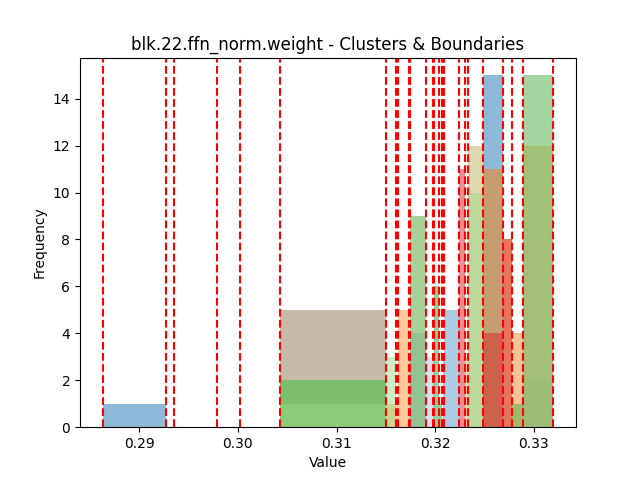 blk.22.ffn_norm.weight - Clusters & Boundaries
14
12
10
8
6
4
2
0
Frequency
0.29 0.30 0.31 0.32 0.33
Value